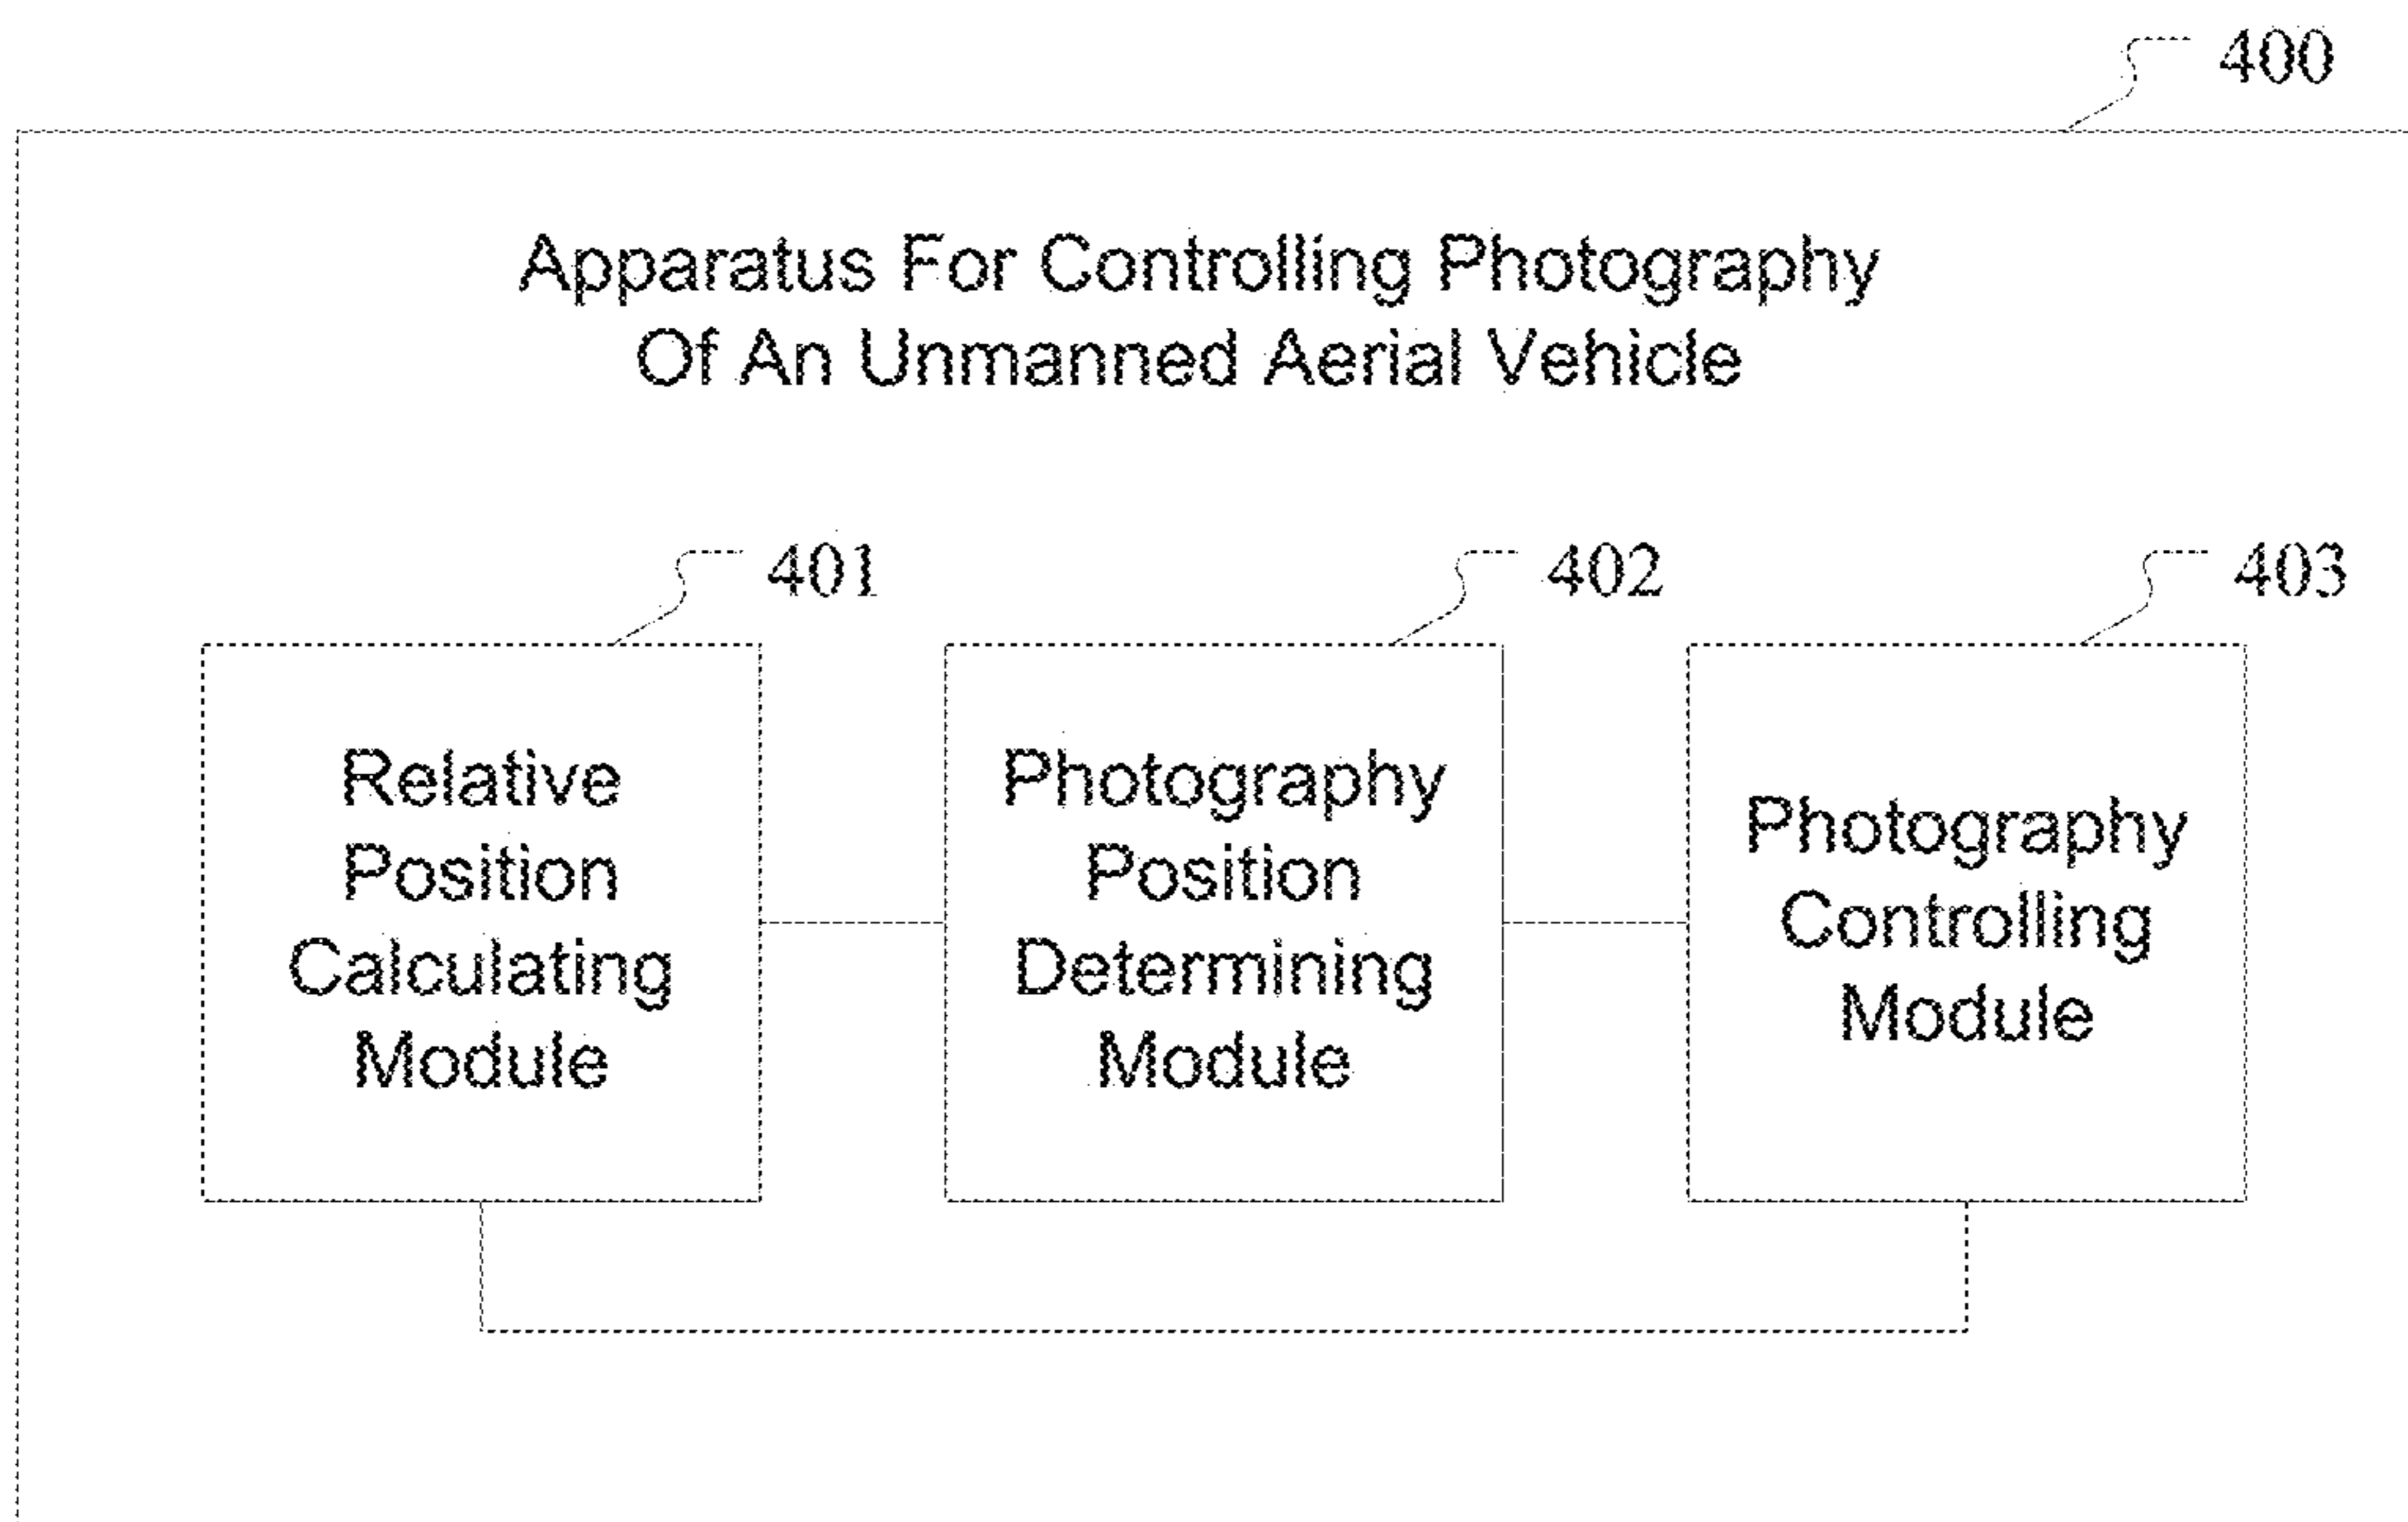 400
Apparatus For Controlling Photography
Of An Unmanned Aerial Vehicle
401
402
403
Relative
Position
Calculating
Module
Photography
Position
Determining
Module
Photography
Controlling
Module